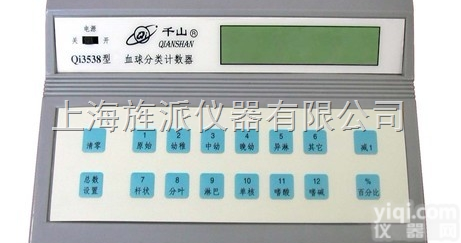 电源
关 开
千山®
QIANSHAN
Qi3538型
血球分类计数器
上海旌派仪器有限公司
清零
1 原始
2 幼稚
3 中幼
4 晚幼
5 异淋
6 其它
减1
总数设置
7 杆状
8 分叶
9 淋巴
10 单核
11 嗜酸
12 嗜碱
% 百分比
yiqi.com
仪器网